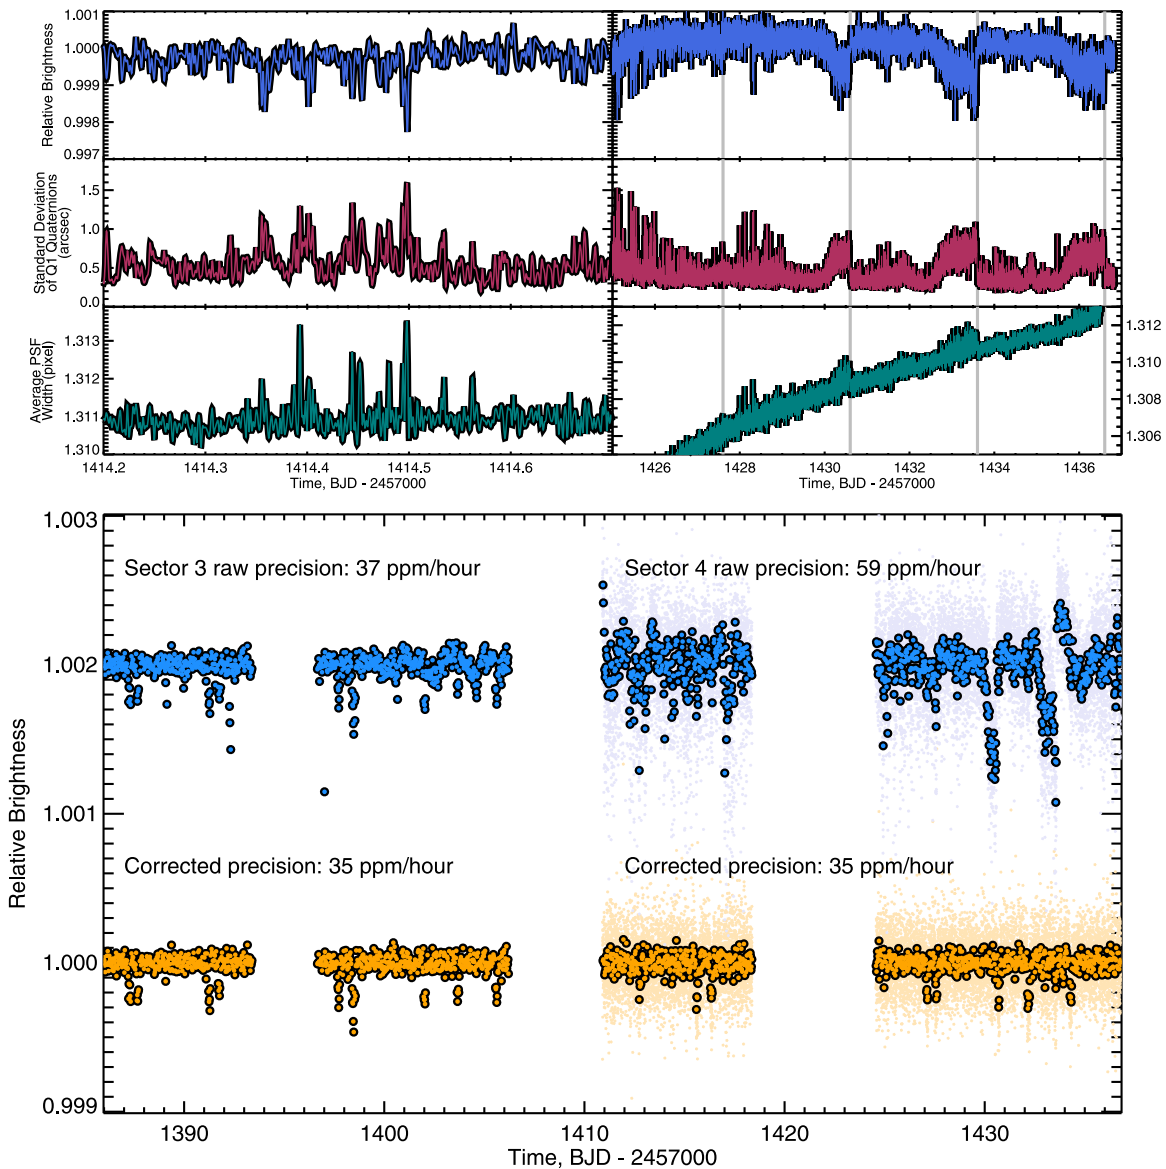 Relative Brightness
1.001
1.000
0.999
0.998
0.997
Standard Deviation
of Q1 Quaternions
(arcsec)
1.5
1.0
0.5
0.0
Average PSF
Width (pixel)
1.313
1.312
1.311
1.310
1.312
1.310
1.308
1.306
1414.2 1414.3 1414.4 1414.5 1414.6
1426 1428 1430 1432 1434 1436
Time, BJD - 2457000
Time, BJD - 2457000
Relative Brightness
1.003
1.002
1.001
1.000
0.999
Sector 3 raw precision: 37 ppm/hour
Sector 4 raw precision: 59 ppm/hour
Corrected precision: 35 ppm/hour
Corrected precision: 35 ppm/hour
1390 1400 1410 1420 1430
Time, BJD - 2457000